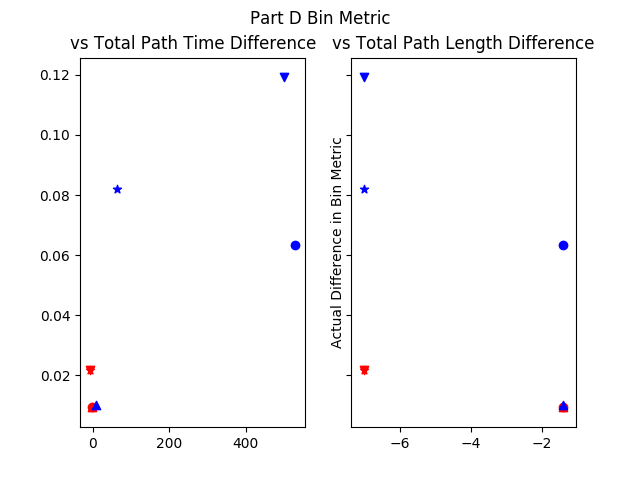 Part D Bin Metric
vs Total Path Time Difference
vs Total Path Length Difference
0.12
0.10
0.08
0.06
0.04
0.02
Actual Difference in Bin Metric
0 200 400
−6 −4 −2